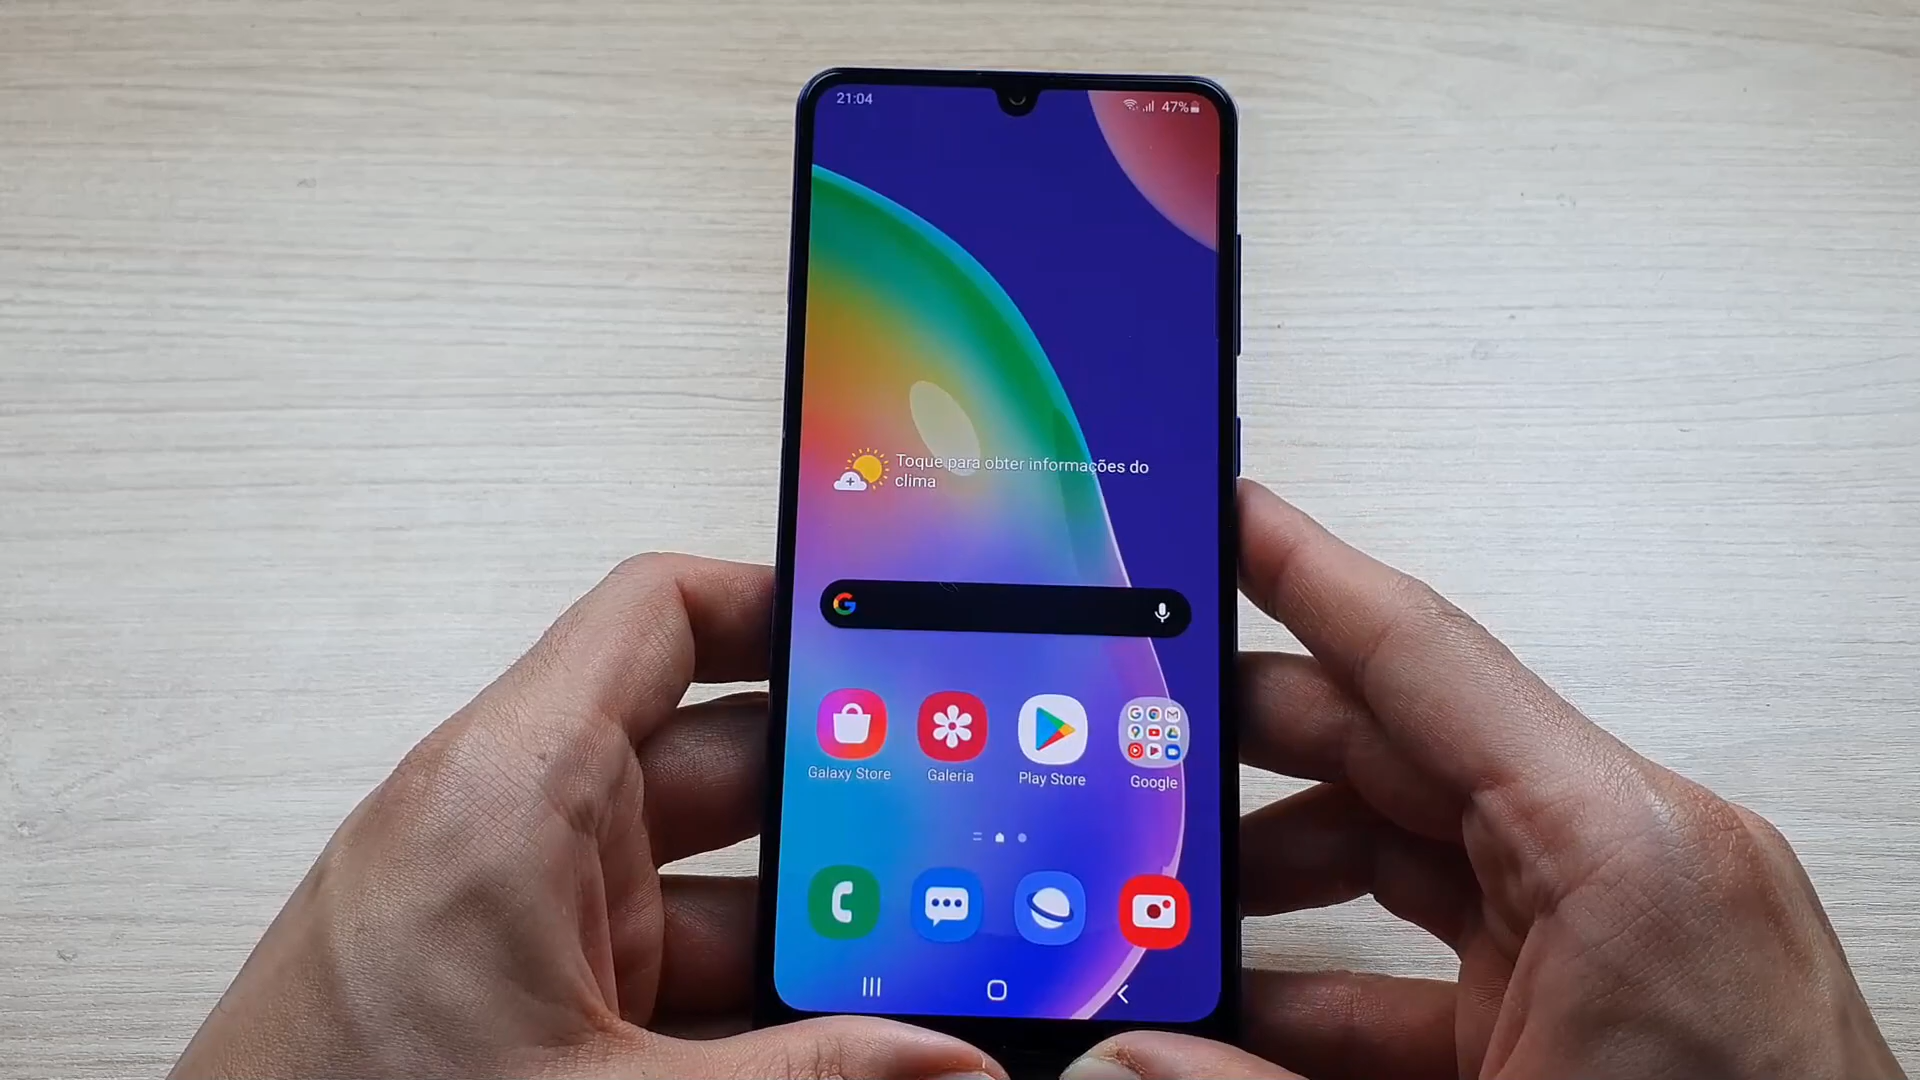 21:04
47%
Toque para obter informações do
clima
Galaxy Store
Galeria
Play Store
Google